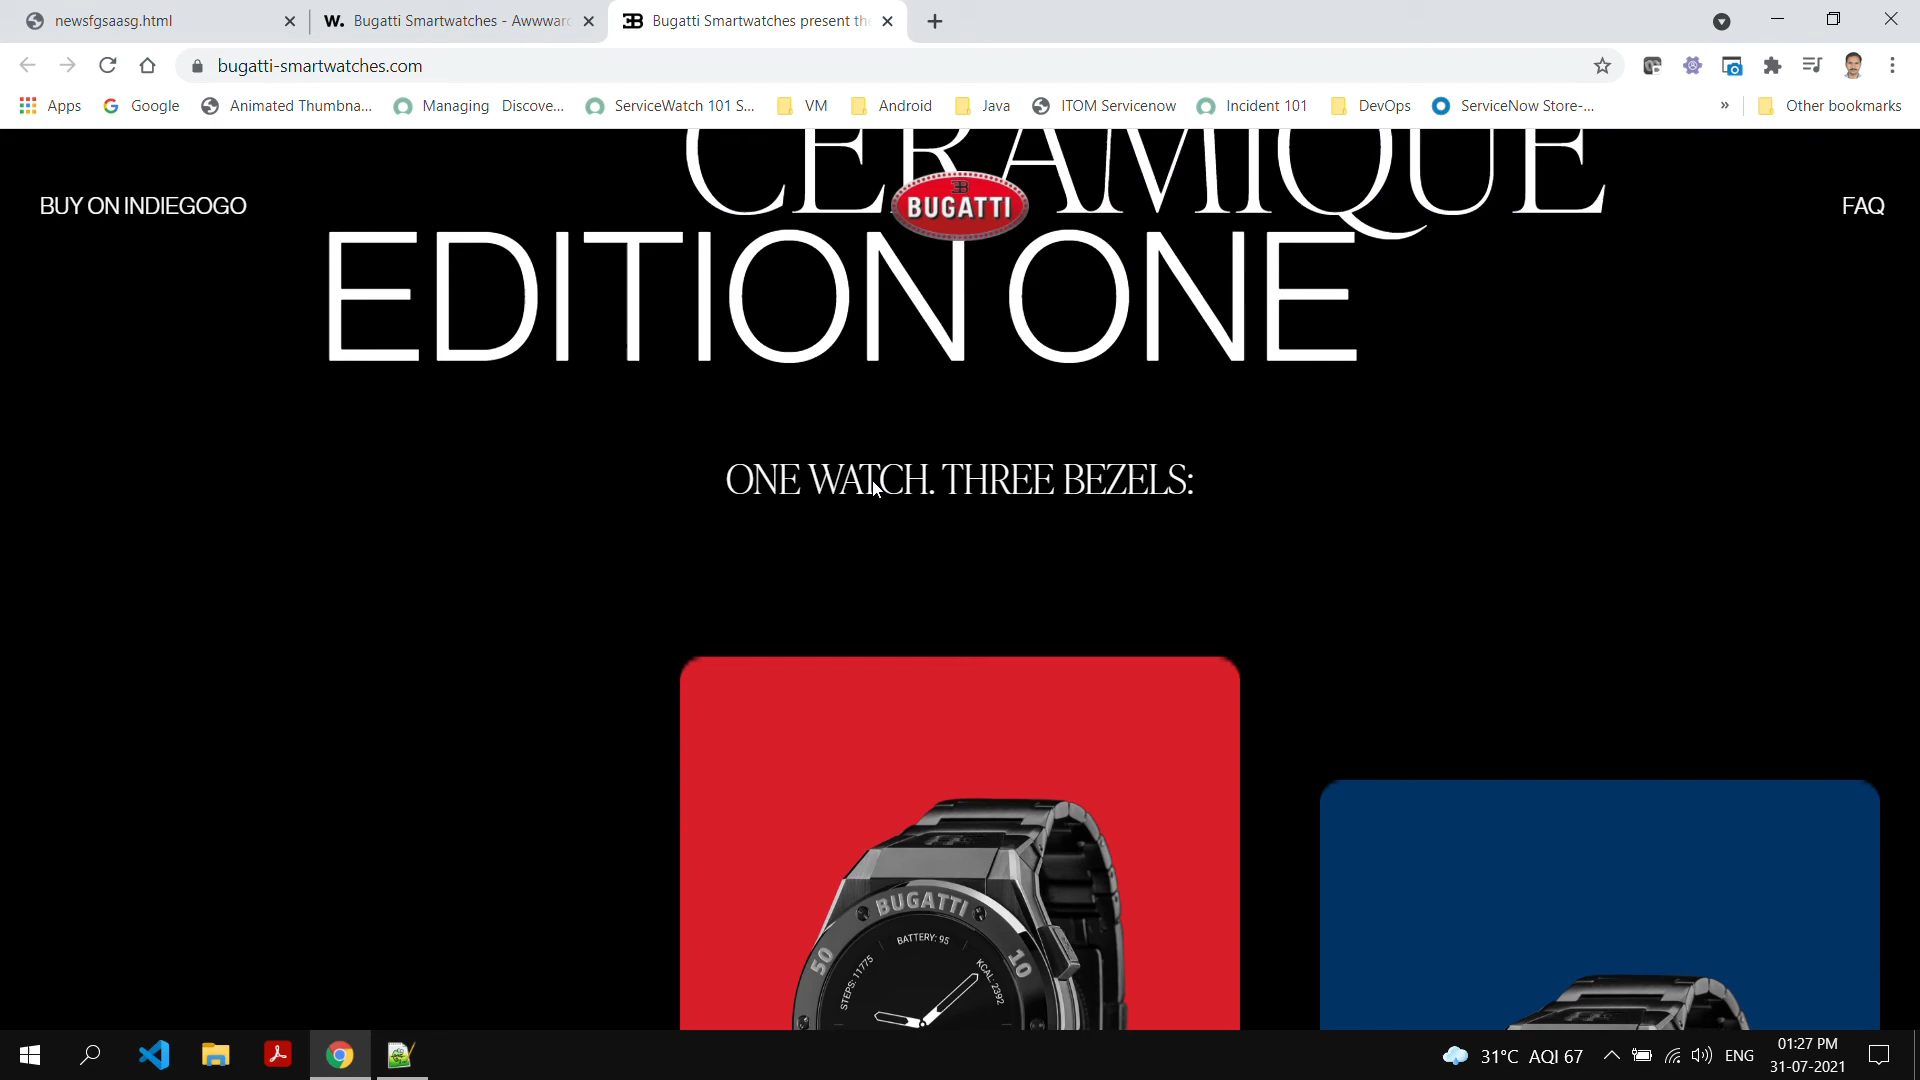 newsfgsaasg.html
W. Bugatti Smartwatches - Awwwar
Bugatti Smartwatches present the
bugatti-smartwatches.com
Apps Google Animated Thumbna... Managing Discove... ServiceWatch 101 S... VM Android Java ITOM Servicenow Incident 101 DevOps ServiceNow Store-... » Other bookmarks
CERAMIQUE
BUY ON INDIEGOGO BUGATTI FAQ
EDITION ONE
ONE WATCH. THREE BEZELS:
BUGATTI
BATTERY: 95
50 10
STEPS: 11775 KCAL: 2392
31°C AQI 67 ENG 01:27 PM
31-07-2021